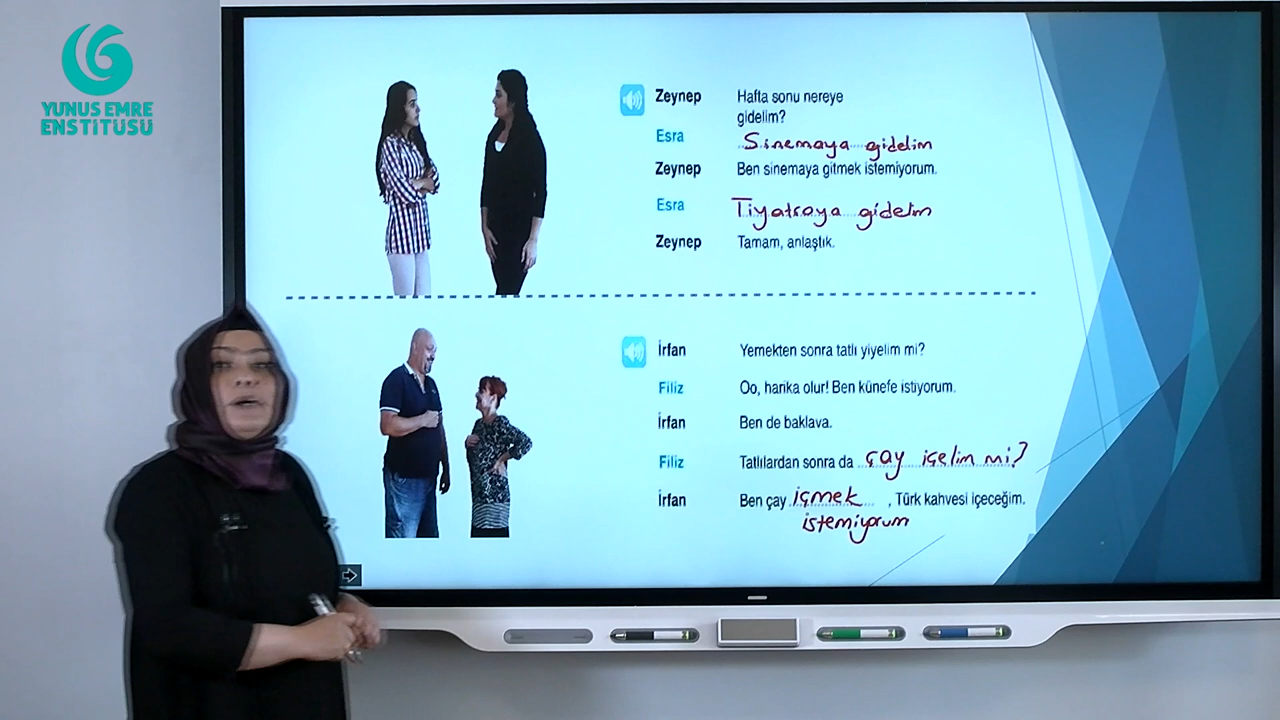 YUNUS EMRE
ENSTİTÜSÜ
Zeynep Hafta sonu nereye
gidelim?
Esra Sinemaya gidelim
Zeynep Ben sinemaya gitmek istemiyorum.
Esra Tiyatroya gidelim
Zeynep Tamam, anlaştık.
İrfan Yemekten sonra tatlı yiyelim mi?
Filiz Oo, harika olur! Ben künefe istiyorum.
İrfan Ben de baklava.
Filiz Tatlılardan sonra da çay içelim mi?
İrfan Ben çay içmek , Türk kahvesi içeceğim.
istemiyorum